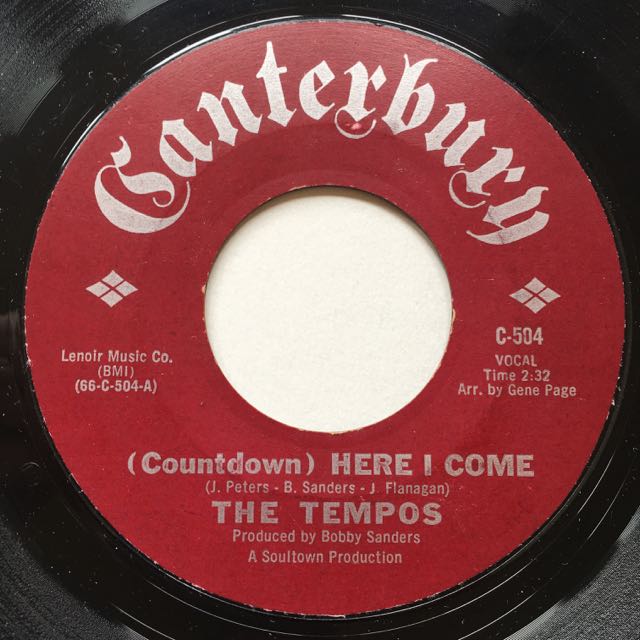 Canterbury
Lenoir Music Co.
(BMI)
(66-C-504-A)
C-504
VOCAL
Time 2:32
Arr. by Gene Page
(Countdown) HERE I COME
(J. Peters - B. Sanders - J. Flanagan)
THE TEMPOS
Produced by Bobby Sanders
A Soultown Production